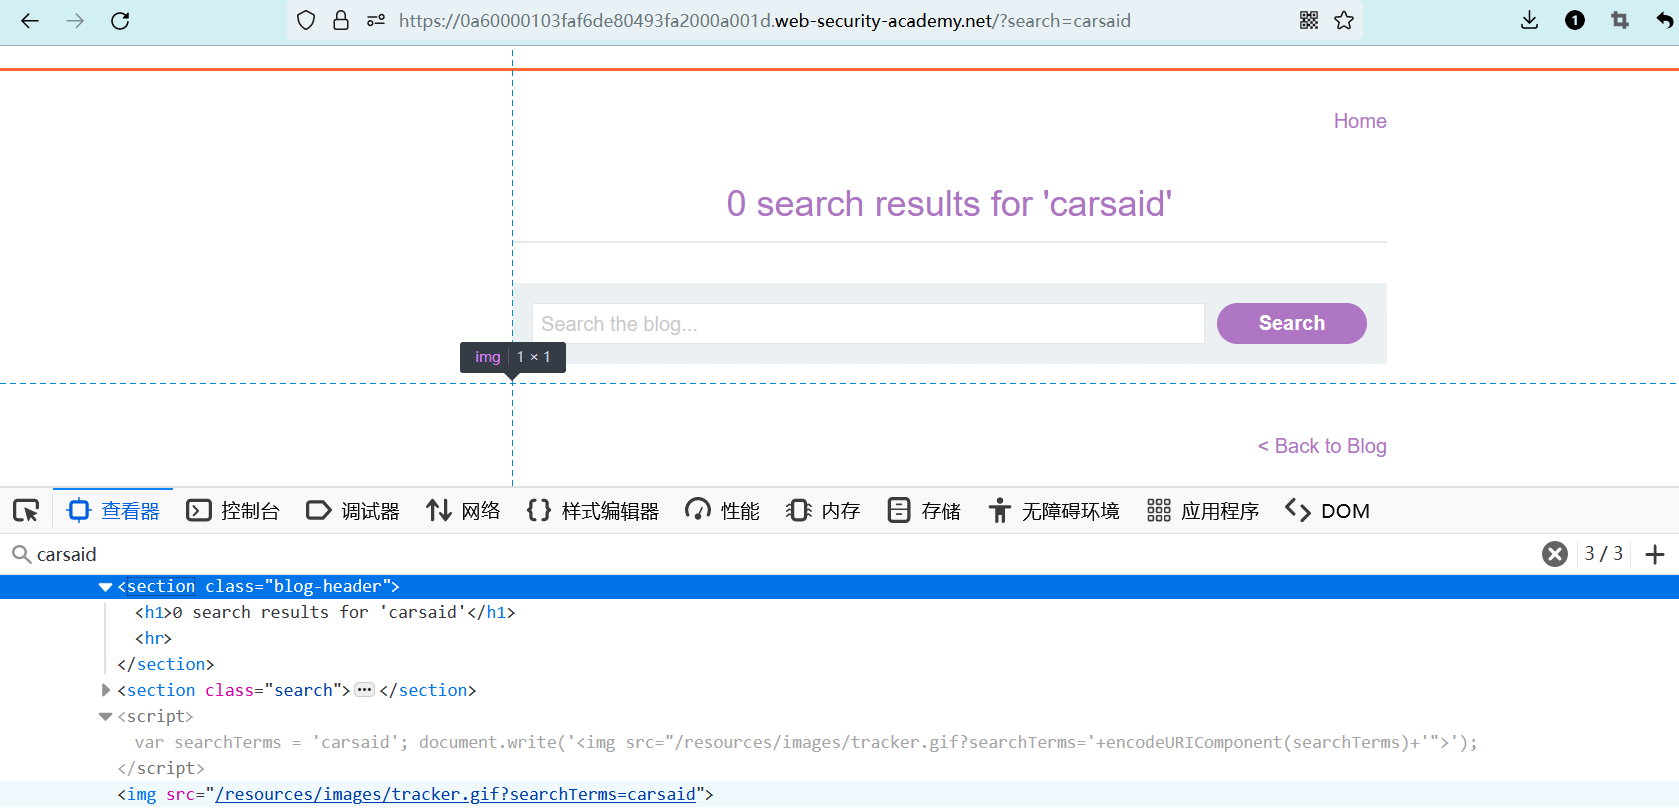 https://0a60000103faf6de80493fa2000a001d.web-security-academy.net/?search=carsaid
1
Home
0 search results for 'carsaid'
Search the blog...
Search
img 1 × 1
< Back to Blog
查看器 控制台 调试器 网络 样式编辑器 性能 内存 存储 无障碍环境 应用程序 DOM
carsaid 3 / 3
<section class="blog-header">
<h1>0 search results for 'carsaid'</h1>
<hr>
</section>
<section class="search">•••</section>
<script>
var searchTerms = 'carsaid'; document.write('<img src="/resources/images/tracker.gif?searchTerms='+encodeURIComponent(searchTerms)+'">');
</script>
<img src="/resources/images/tracker.gif?searchTerms=carsaid">